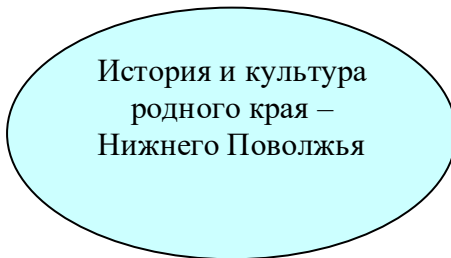 История и культура
родного края –
Нижнего Поволжья